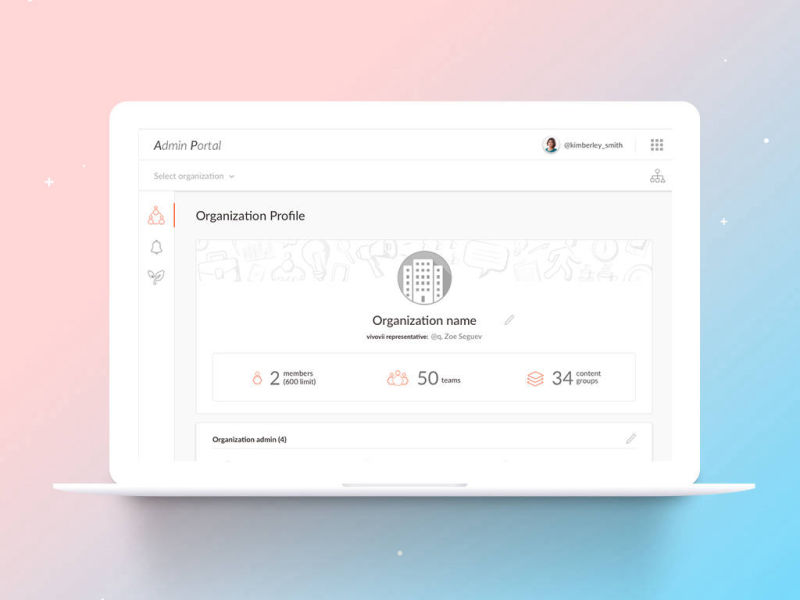 Admin Portal
@kimberley_smith
Select organization
Organization Profile
Organization name
vivovii representative: @q, Zoe Seguev
2 members
(600 limit)
50 teams
34 content
groups
Organization admin (4)